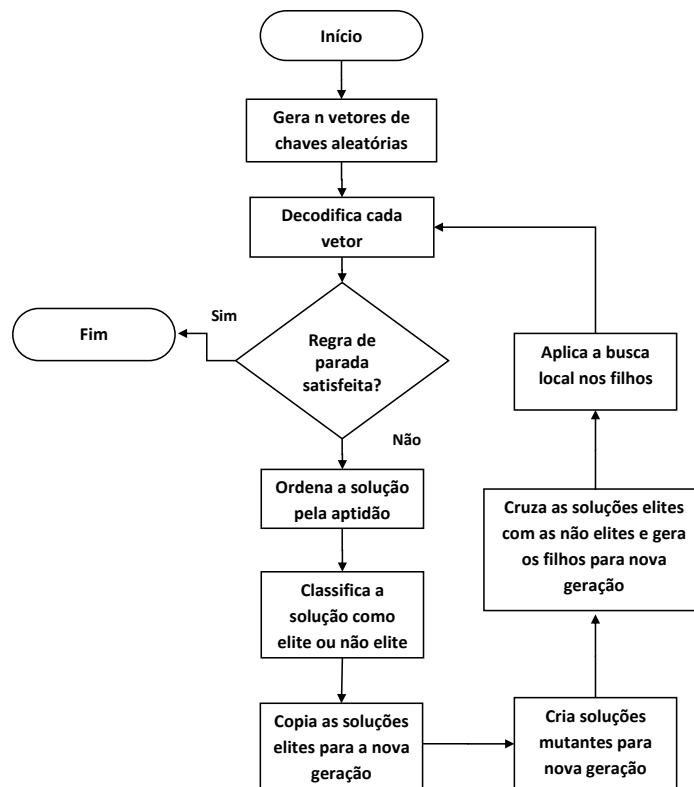 Início
Gera n vetores de
chaves aleatórias
Decodifica cada
vetor
Sim
Fim
Regra de
parada
satisfeita?
Não
Ordena a solução
pela aptidão
Classifica a
solução como
elite ou não elite
Copia as soluções
elites para a nova
geração
Cria soluções
mutantes para
nova geração
Cruza as soluções elites
com as não elites e gera
os filhos para nova
geração
Aplica a busca
local nos filhos